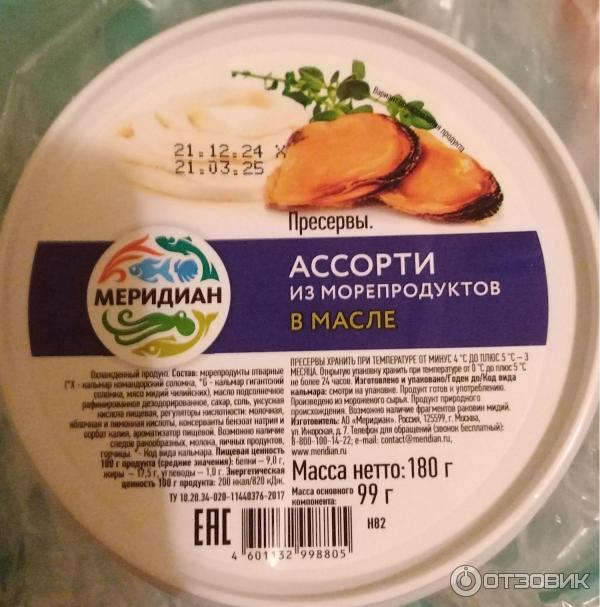 Вариант
продукта
21.12.24 X
21.03.25
Пресервы.
МЕРИДИАН
АССОРТИ
ИЗ МОРЕПРОДУКТОВ
В МАСЛЕ
Охлажденный продукт. Состав: морепродукты отварные
(*X - кальмар командорский соломка, *G - кальмар гигантский
соломка, мясо мидий чилийских), масло подсолнечное
рафинированное дезодорированное, сахар, соль, уксусная
кислота пищевая, регуляторы кислотности: молочная,
яблочная и лимонная кислоты, консерванты бензоат натрия и
сорбат калия, ароматизатор пищевой. Возможно наличие
следов ракообразных, молока, яичных продуктов,
горчицы. *- Код вида кальмара. Пищевая ценность
100 г продукта (средние значения): белки – 9,0 г,
жиры – 17,5 г, углеводы – 1,0 г. Энергетическая
ценность 100 г продукта: 200 ккал/820 кДж.
ТУ 10.20.34-020-11440376-2017
ПРЕСЕРВЫ ХРАНИТЬ ПРИ ТЕМПЕРАТУРЕ ОТ МИНУС 4 °С ДО ПЛЮС 5 °С – 3
МЕСЯЦА. Открытую упаковку хранить при температуре от 0 °С до плюс 5 °С
не более 24 часов. Изготовлено и упаковано/Годен до/Код вида
кальмара: смотри на упаковке. Продукт готов к употреблению.
Произведено из мороженого сырья. Продукт природного
происхождения. Возможно наличие фрагментов раковин мидий.
Изготовитель: АО «Меридиан». Россия, 125599, г. Москва,
ул. Ижорская, д. 7. Телефон для обращений (звонок бесплатный):
8-800-100-14-22; e-mail: contact@meridian.ru,
www.meridian.ru
Масса нетто: 180 г
Масса основного
компонента: 99 г
EAC
H82
4 601132 998805
ОТЗОВИК